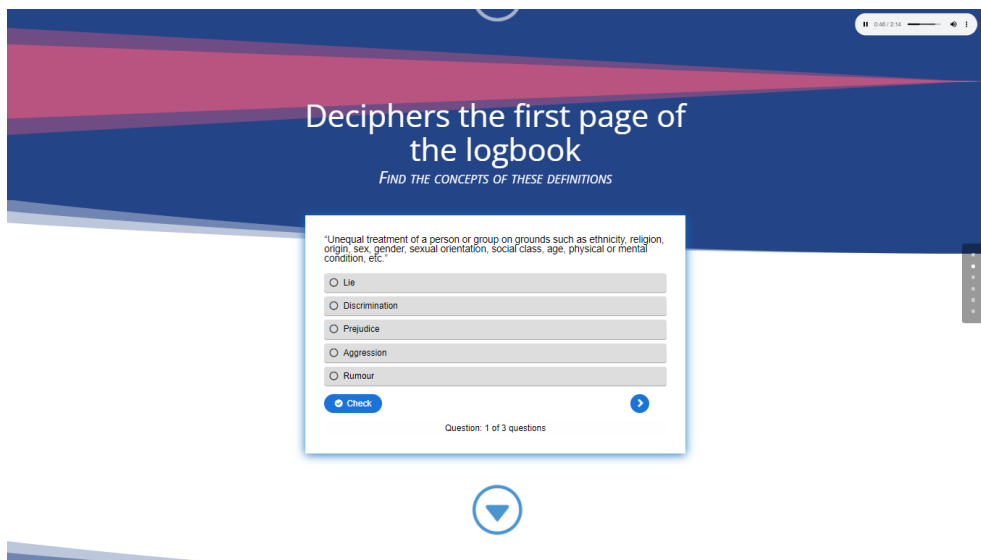 0:46 / 2:14
Deciphers the first page of
the logbook
FIND THE CONCEPTS OF THESE DEFINITIONS
“Unequal treatment of a person or group on grounds such as ethnicity, religion,
origin, sex, gender, sexual orientation, social class, age, physical or mental
condition, etc.”
Lie
Discrimination
Prejudice
Aggression
Rumour
Check
Question: 1 of 3 questions